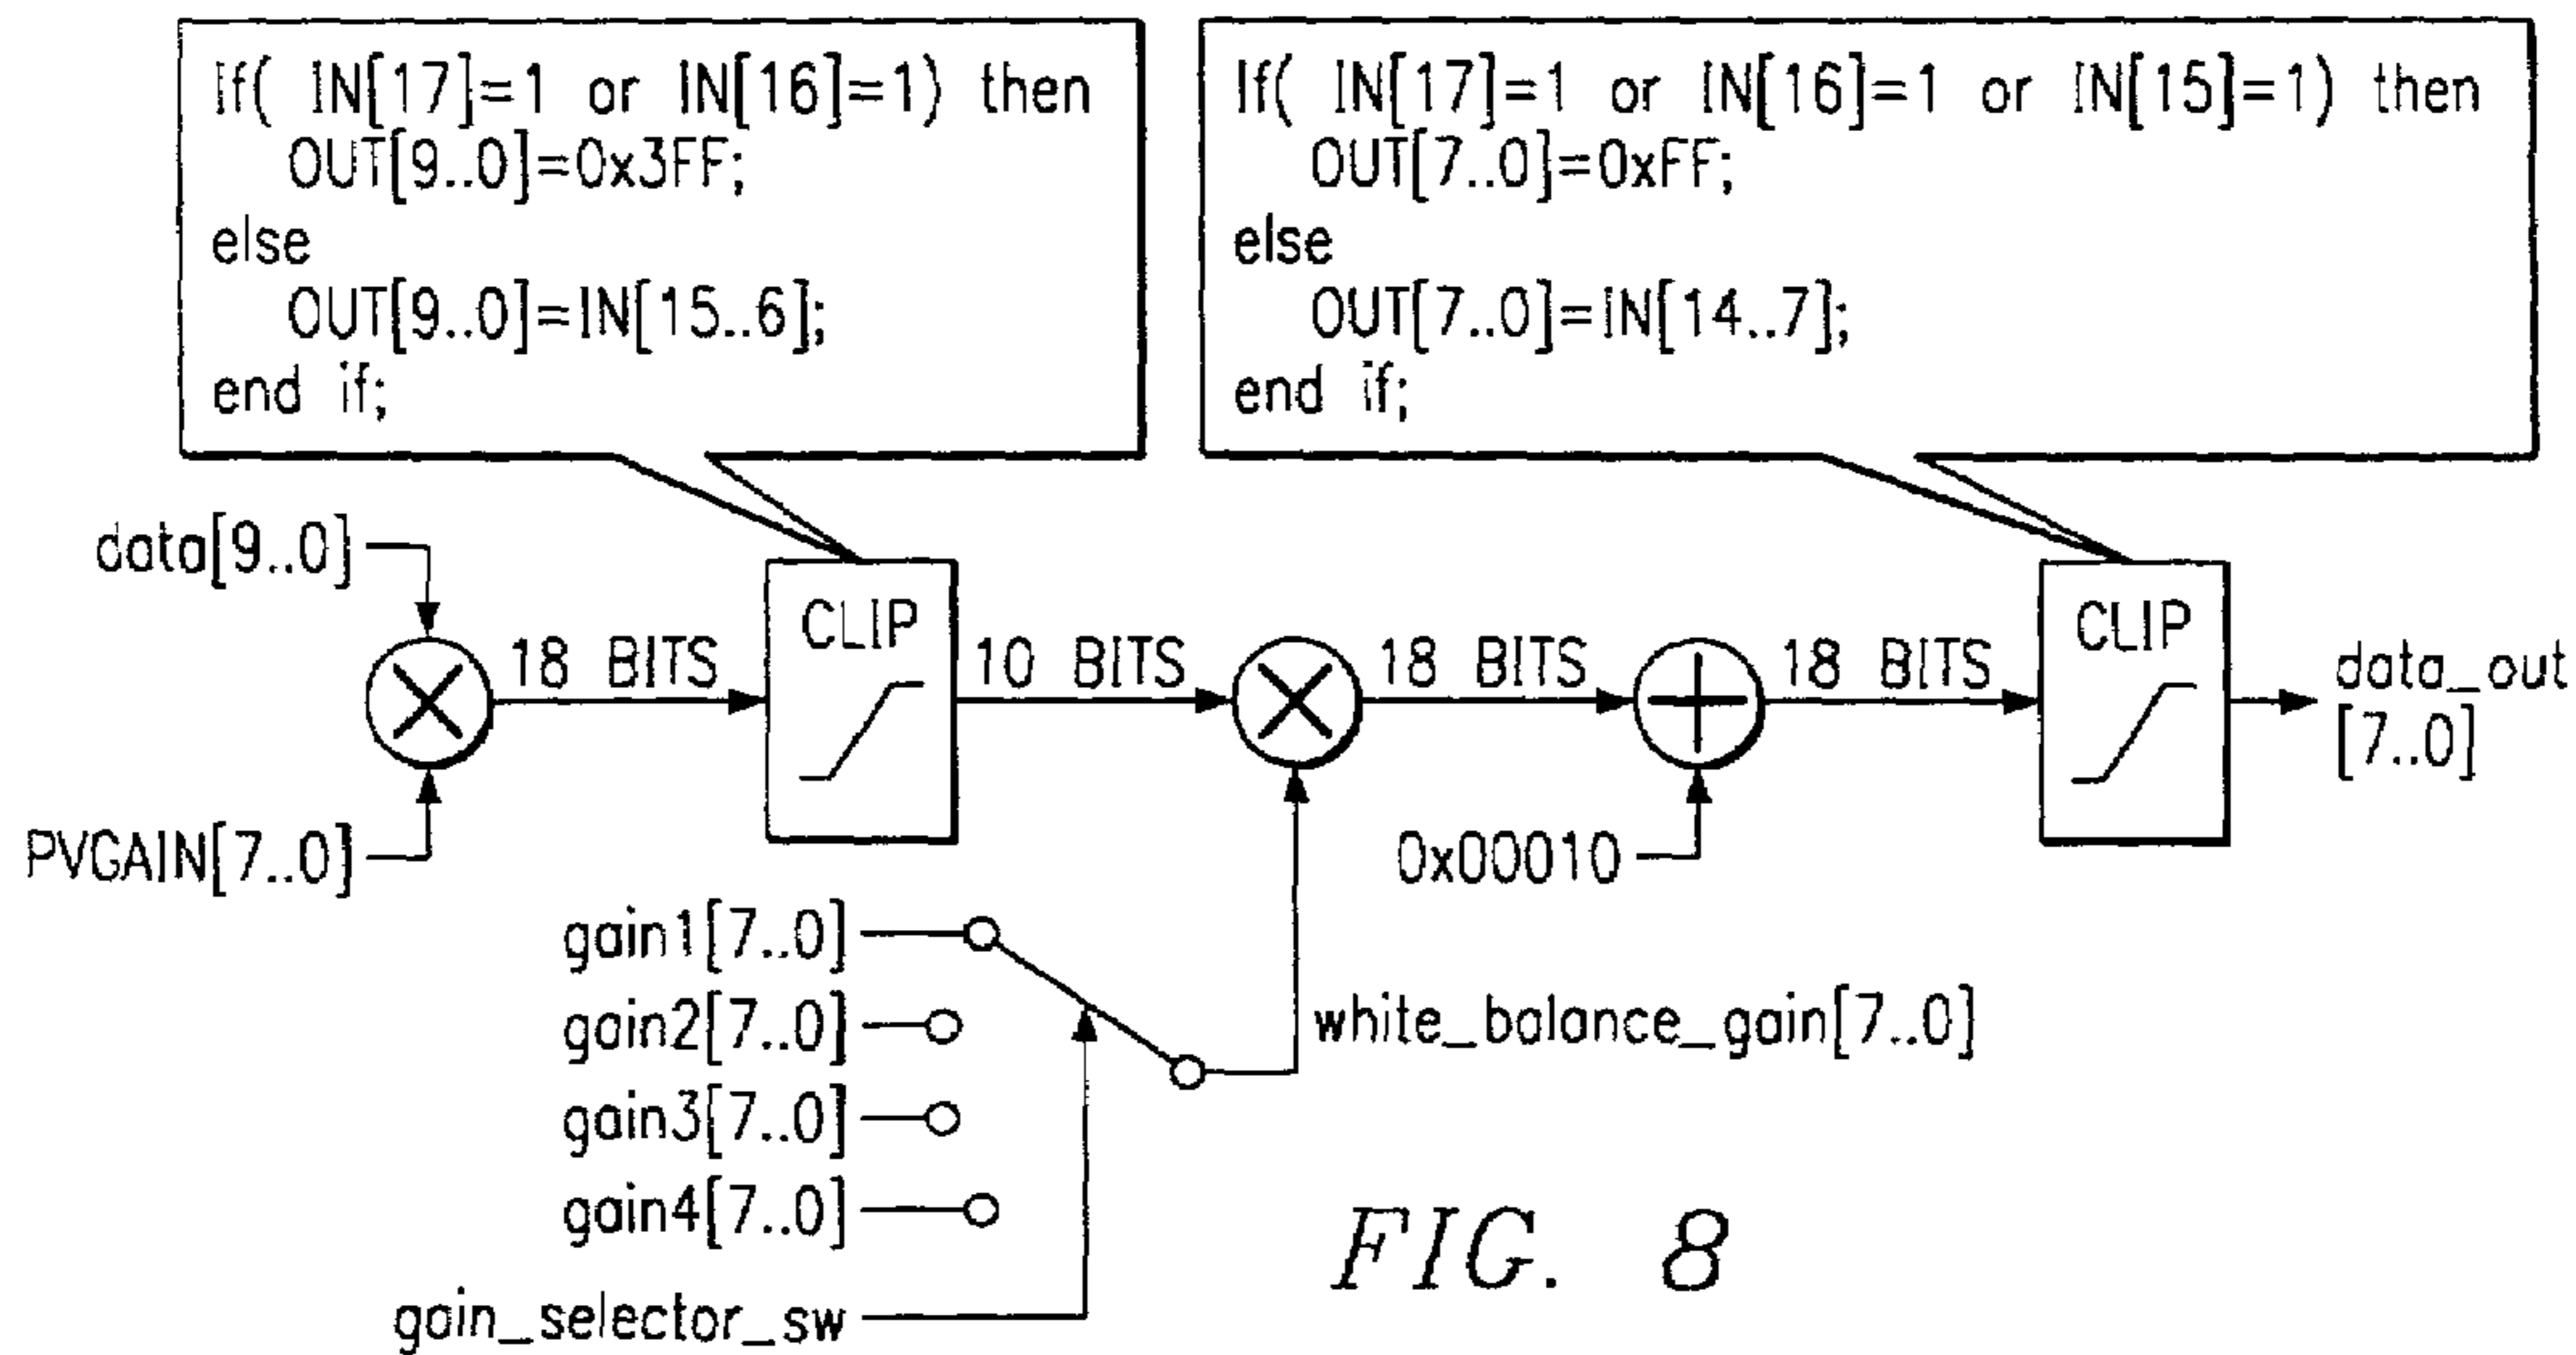 If( IN[17]=1 or IN[16]=1) then
OUT[9..0]=0x3FF;
else
OUT[9..0]=IN[15..6];
end if;
If( IN[17]=1 or IN[16]=1 or IN[15]=1) then
OUT[7..0]=0xFF;
else
OUT[7..0]=IN[14..7];
end if;
data[9..0]
18 BITS
CLIP
10 BITS
18 BITS
18 BITS
CLIP
data_out
[7..0]
PVGAIN[7..0]
0x00010
gain1[7..0]
gain2[7..0]
white_balance_gain[7..0]
gain3[7..0]
gain4[7..0]
gain_selector_sw
FIG. 8